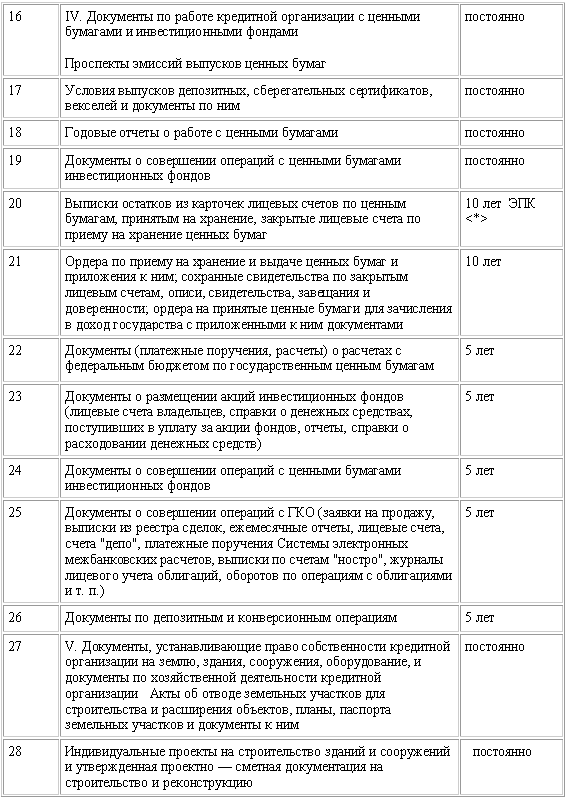 16 IV. Документы по работе кредитной организации с ценными постоянно
бумагами и инвестиционными фондами
Проспекты эмиссий выпусков ценных бумаг
17 Условия выпусков депозитных, сберегательных сертификатов, постоянно
векселей и документы по ним
18 Годовые отчеты о работе с ценными бумагами постоянно
19 Документы о совершении операций с ценными бумагами постоянно
инвестиционных фондов
20 Выписки остатков из карточек лицевых счетов по ценным 10 лет ЭПК
бумагам, принятым на хранение, закрытые лицевые счета по <*>
приему на хранение ценных бумаг
21 Ордера по приему на хранение и выдаче ценных бумаг и 10 лет
приложения к ним; сохранные свидетельства по закрытым
лицевым счетам, описи, свидетельства, завещания и
доверенности; ордера на принятые ценные бумаги для зачисления
в доход государства с приложенными к ним документами
22 Документы (платежные поручения, расчеты) о расчетах с 5 лет
федеральным бюджетом по государственным ценным бумагам
23 Документы о размещении акций инвестиционных фондов 5 лет
(лицевые счета владельцев, справки о денежных средствах,
поступивших в уплату за акции фондов, отчеты, справки о
расходовании денежных средств)
24 Документы о совершении операций с ценными бумагами 5 лет
инвестиционных фондов
25 Документы о совершении операций с ГКО (заявки на продажу, 5 лет
выписки из реестра сделок, ежемесячные отчеты, лицевые счета,
счета "депо", платежные поручения Системы электронных
межбанковских расчетов, выписки по счетам "ностро", журналы
лицевого учета облигаций, оборотов по операциям с облигациями
и т. п.)
26 Документы по депозитным и конверсионным операциям 5 лет
27 V. Документы, устанавливающие право собственности кредитной постоянно
организации на землю, здания, сооружения, оборудование, и
документы по хозяйственной деятельности кредитной
организации Акты об отводе земельных участков для
строительства и расширения объектов, планы, паспорта
земельных участков и документы к ним
28 Индивидуальные проекты на строительство зданий и сооружений постоянно
и утвержденная проектно — сметная документация на
строительство и реконструкцию